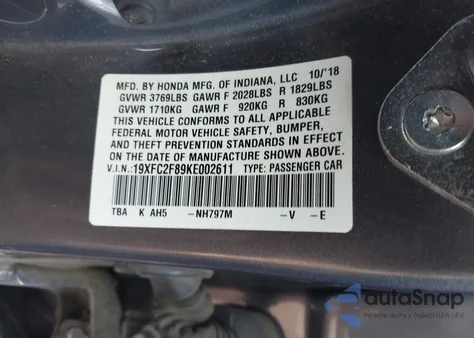 MFD. BY HONDA MFG. OF INDIANA, LLC 10/'18
GVWR 3769LBS GAWR F 2028LBS R 1829LBS
GVWR 1710KG GAWR F 920KG R 830KG
THIS VEHICLE CONFORMS TO ALL APPLICABLE
FEDERAL MOTOR VEHICLE SAFETY, BUMPER,
AND THEFT PREVENTION STANDARDS IN EFFECT
ON THE DATE OF MANUFACTURE SHOWN ABOVE.
V.I.N.:19XFC2F89KE002611 TYPE: PASSENGER CAR
TBA K AH5 -NH797M -V -E
autoSnap